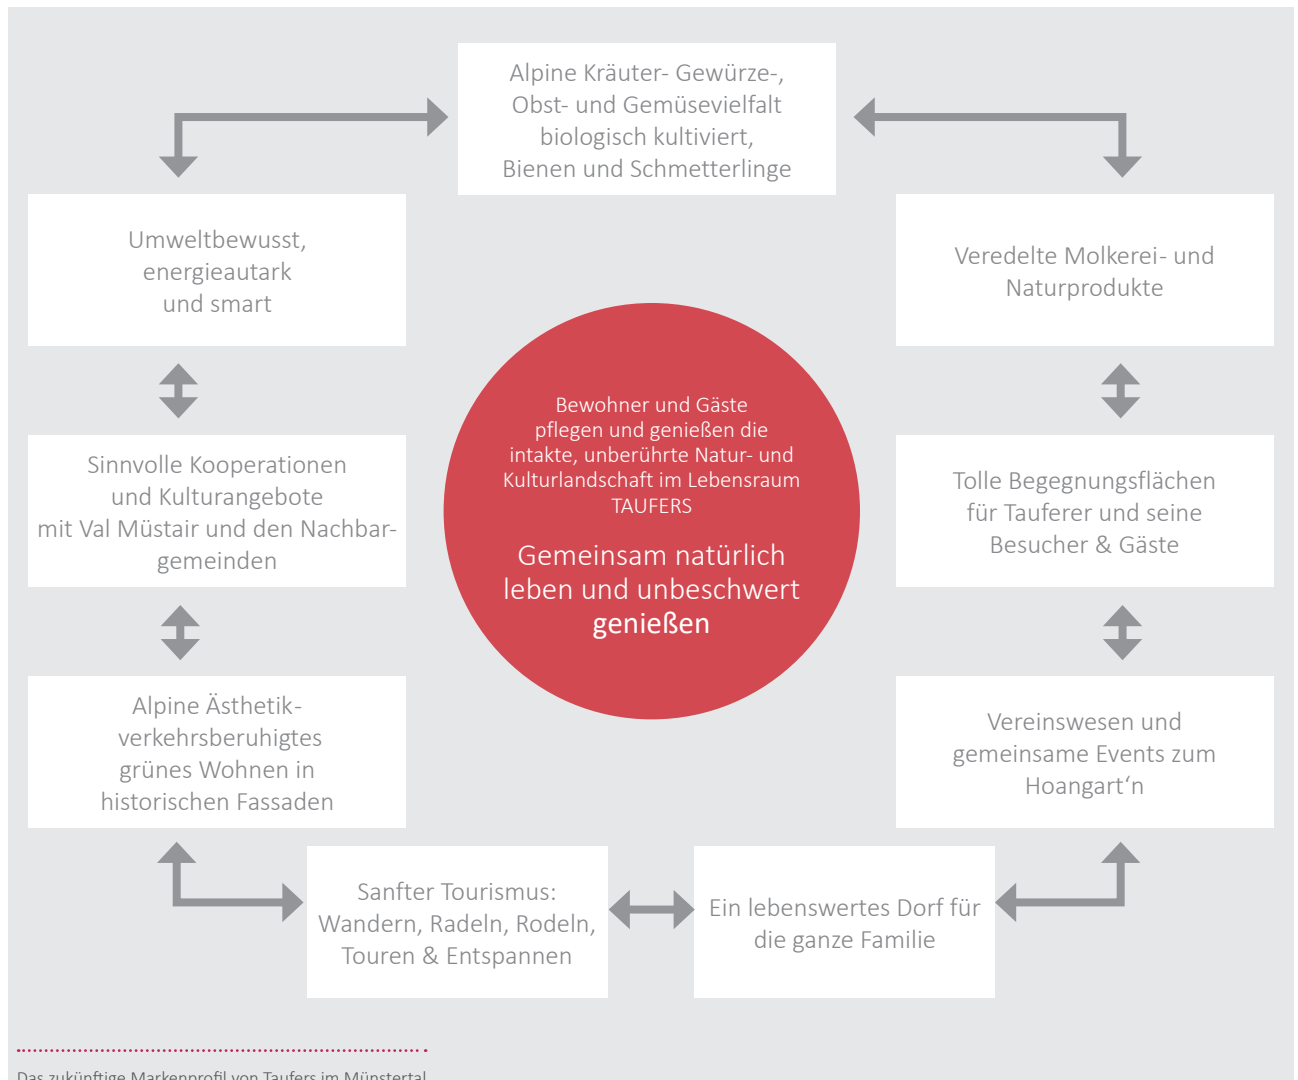 Alpine Kräuter- Gewürze-,
Obst- und Gemüsevielfalt
biologisch kultiviert,
Bienen und Schmetterlinge
Umweltbewusst,
energieautark
und smart
Veredelte Molkerei- und
Naturprodukte
Bewohner und Gäste
pflegen und genießen die
intakte, unberührte Natur- und
Kulturlandschaft im Lebensraum
TAUFERS
Gemeinsam natürlich
leben und unbeschwert
genießen
Sinnvolle Kooperationen
und Kulturangebote
mit Val Müstair und den Nachbar-
gemeinden
Tolle Begegnungsflächen
für Tauferer und seine
Besucher & Gäste
Alpine Ästhetik-
verkehrsberuhigtes
grünes Wohnen in
historischen Fassaden
Vereinswesen und
gemeinsame Events zum
Hoangart‘n
Sanfter Tourismus:
Wandern, Radeln, Rodeln,
Touren & Entspannen
Ein lebenswertes Dorf für
die ganze Familie
Das zukünftige Markenprofil von Taufers im Münstertal